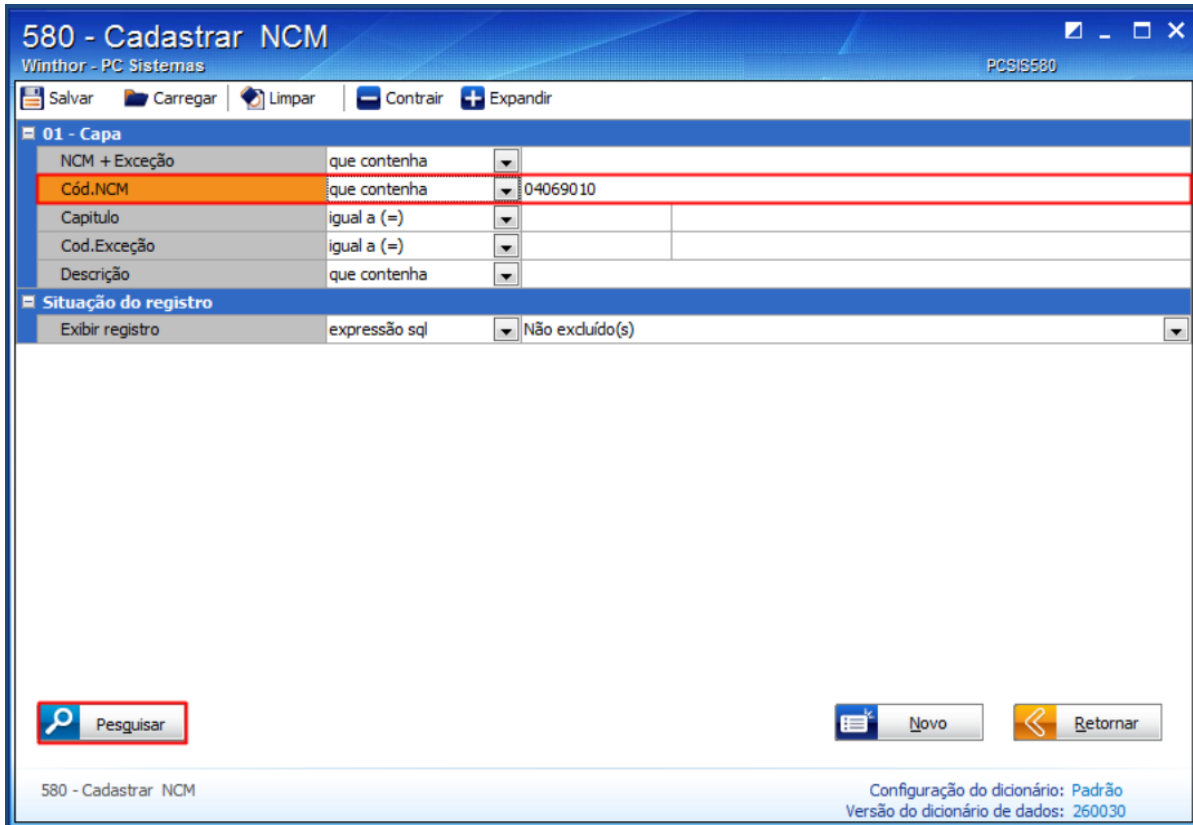 580 - Cadastrar NCM
Winthor - PC Sistemas PCSIS580
Salvar Carregar Limpar Contrair Expandir
01 - Capa
NCM + Exceção que contenha
Cód.NCM que contenha 04069010
Capitulo igual a (=)
Cod.Exceção igual a (=)
Descrição que contenha
Situação do registro
Exibir registro expressão sql Não excluído(s)
Pesquisar Novo Retornar
580 - Cadastrar NCM Configuração do dicionário: Padrão
Versão do dicionário de dados: 260030